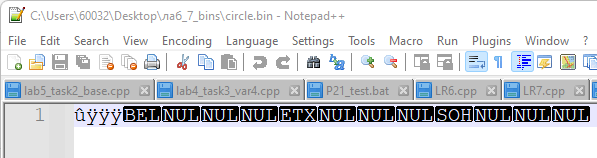 C:\Users\60032\Desktop\лаб_7_bins\circle.bin - Notepad++
File Edit Search View Encoding Language Settings Tools Macro Run Plugins Window ?
lab5_task2_base.cpp lab4_task3_var4.cpp P21_test.bat LR6.cpp LR7.cpp
1 ûÿÿÿBELNULNULNULETXNULNULNULSOHNULNULNUL